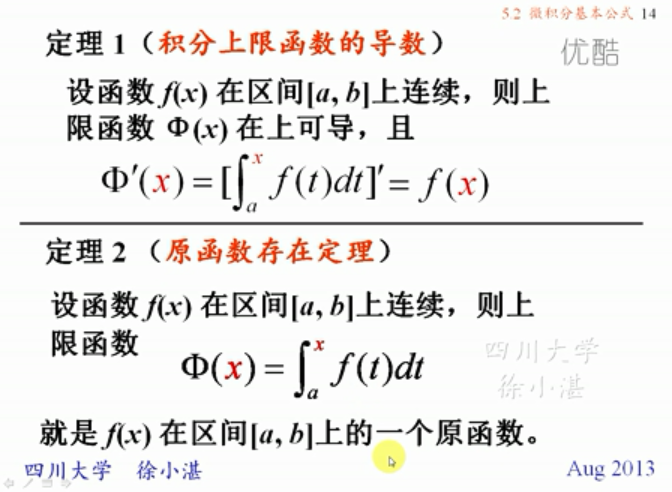 5.2 微积分基本公式 14
定理 1（积分上限函数的导数）
优酷
设函数 f(x) 在区间[a, b]上连续，则上
限函数 Φ(x) 在上可导，且
Φ′(x) = [∫ₐˣ f(t)dt]′ = f(x)
定理 2 （原函数存在定理）
设函数 f(x) 在区间[a, b]上连续，则上
限函数
Φ(x) = ∫ₐˣ f(t)dt
四川大学
徐小湛
就是 f(x) 在区间[a, b]上的一个原函数。
四川大学 徐小湛
Aug 2013